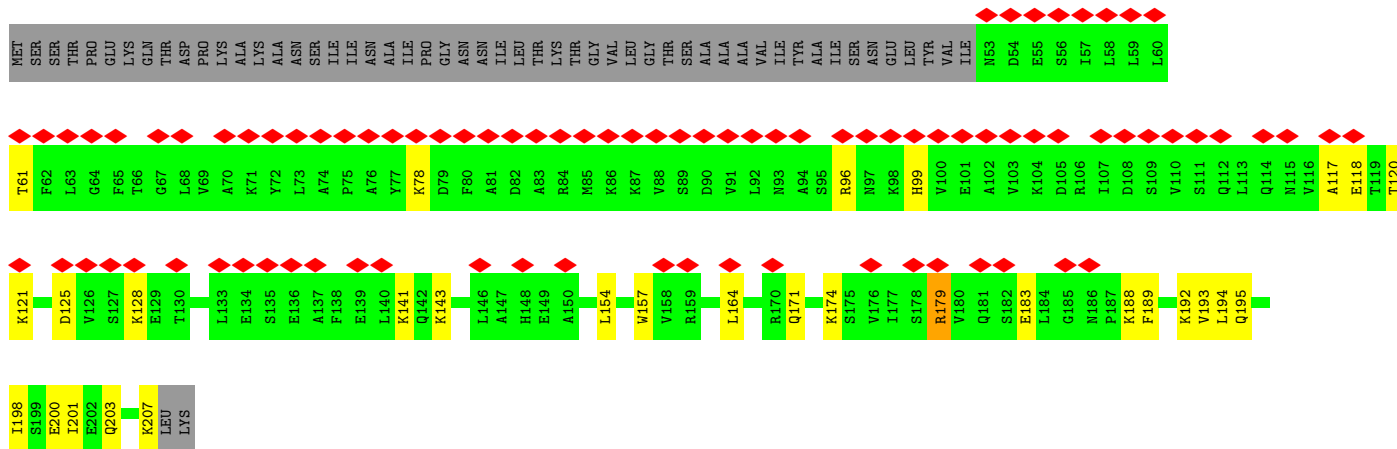 MET SER SER THR PRO GLU LYS GLN THR ASP PRO LYS ALA LYS ALA ASN SER ILE ILE ASN ALA ILE PRO GLY ASN ASN ILE LEU THR LYS THR GLY VAL LEU GLY THR SER ALA ALA ALA VAL ILE TYR ALA ILE SER ASN GLU LEU TYR VAL ILE N53 D54 E55 S56 I57 L58 L59 L60
T61 F62 L63 G64 F65 T66 G67 L68 V69 A70 K71 Y72 L73 A74 P75 A76 Y77 K78 D79 F80 A81 D82 A83 R84 M85 K86 K87 V88 S89 D90 V91 L92 N93 A94 S95 R96 N97 K98 H99 V100 E101 A102 V103 K104 D105 R106 I107 D108 S109 V110 S111 Q112 L113 Q114 N115 V116 A117 E118 T119 T120
K121 D125 V126 S127 K128 E129 T130 L133 E134 S135 E136 A137 F138 E139 L140 K141 Q142 K143 L146 A147 H148 E149 A150 L154 W157 V158 R159 L164 R170 Q171 K174 S175 V176 I177 S178 R179 V180 Q181 S182 E183 L184 G185 N186 P187 K188 F189 K192 V193 L194 Q195
I198 S199 E200 I201 E202 Q203 K207 LEU LYS